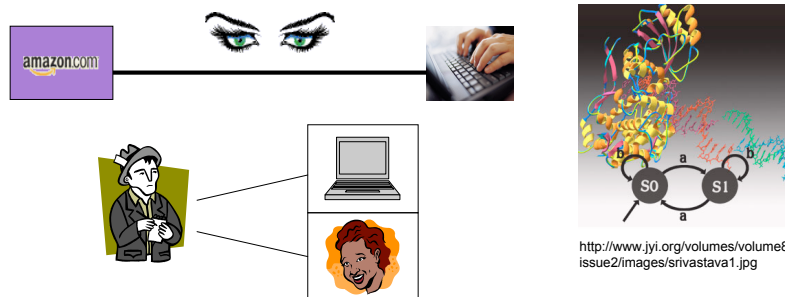 amazon.com
b
a
b
S0
S1
a
http://www.jyi.org/volumes/volume8
issue2/images/srivastava1.jpg